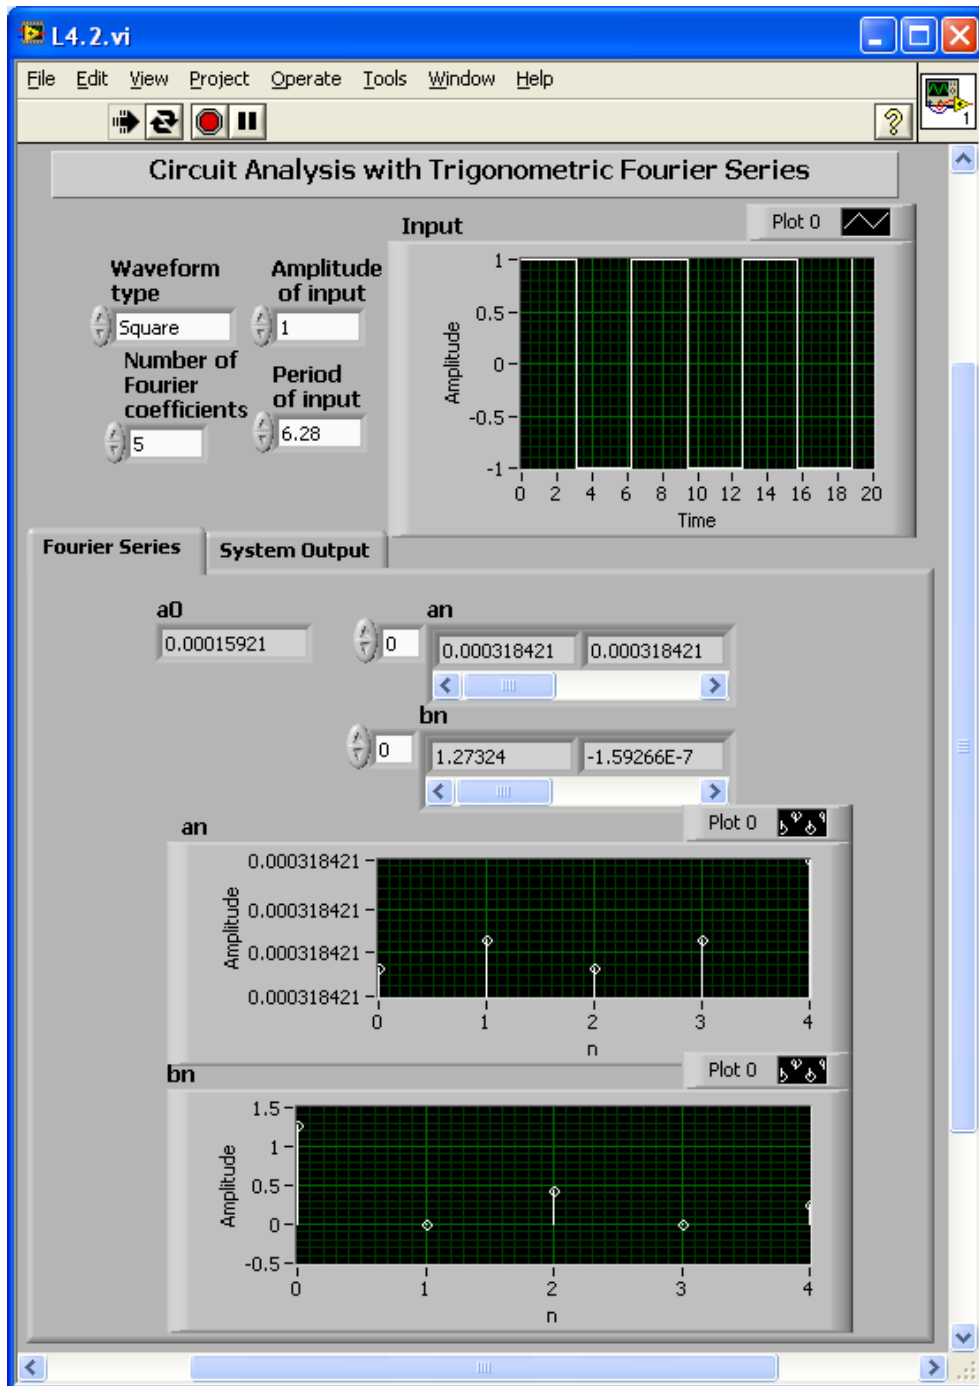 L4.2.vi
File Edit View Project Operate Tools Window Help
1
Circuit Analysis with Trigonometric Fourier Series
Waveform type
Square
Amplitude of input
1
Number of Fourier coefficients
5
Period of input
6.28
Input
Plot 0
1
0.5
0
-0.5
-1
Amplitude
0 2 4 6 8 10 12 14 16 18 20
Time
Fourier Series System Output
a0
0.00015921
an
0 0.000318421 0.000318421
bn
0 1.27324 -1.59266E-7
an
Plot 0
0.000318421
0.000318421
0.000318421
0.000318421
Amplitude
0 1 2 3 4
n
bn
Plot 0
1.5
1
0.5
0
-0.5
Amplitude
0 1 2 3 4
n